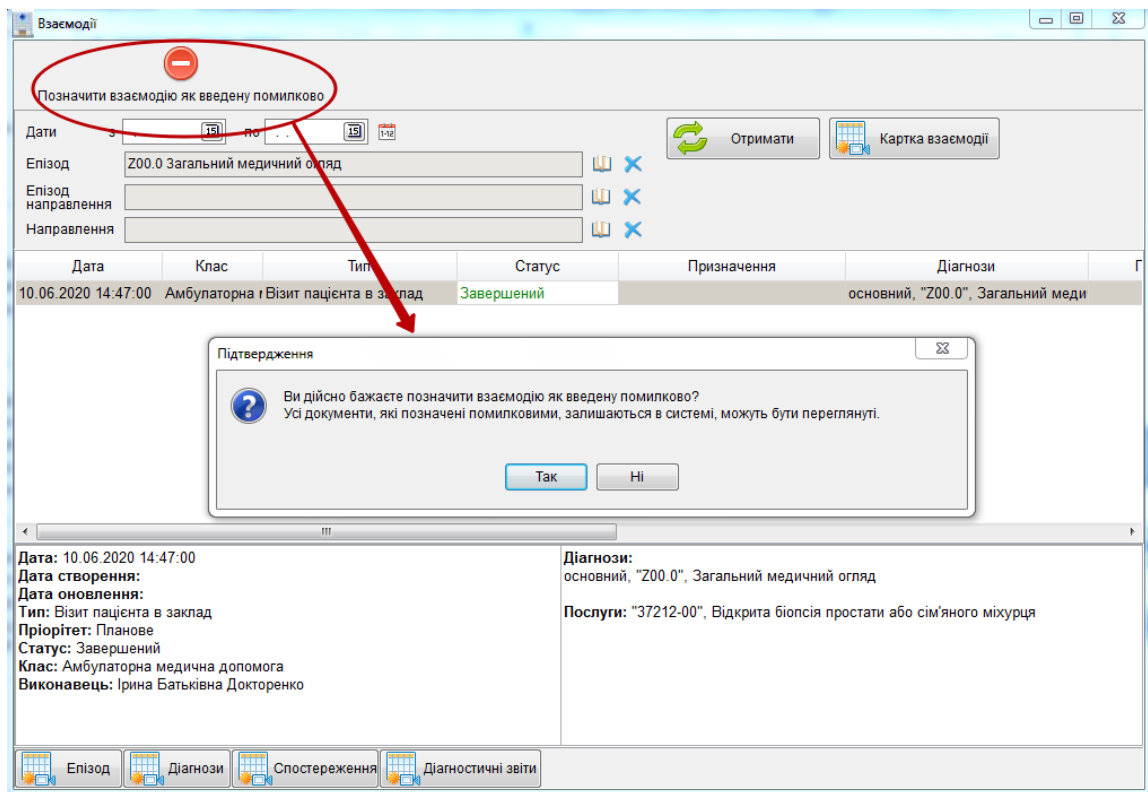 Взаємодії
Позначити взаємодію як введену помилково
Дати з . . 15 по . . 15 1-12
Отримати
Картка взаємодії
Епізод Z00.0 Загальний медичний огляд
Епізод
направлення
Направлення
Дата Клас Тип Статус Призначення Діагнози Г
10.06.2020 14:47:00 Амбулаторна г Візит пацієнта в заклад Завершений основний, "Z00.0", Загальний меди
Підтвердження
Ви дійсно бажаєте позначити взаємодію як введену помилково?
Усі документи, які позначені помилковими, залишаються в системі, можуть бути переглянуті.
Так Ні
Дата: 10.06.2020 14:47:00
Дата створення:
Дата оновлення:
Тип: Візит пацієнта в заклад
Пріорітет: Планове
Статус: Завершений
Клас: Амбулаторна медична допомога
Виконавець: Ірина Батьківна Докторенко
Діагнози:
основний, "Z00.0", Загальний медичний огляд
Послуги: "37212-00", Відкрита біопсія простати або сім'яного міхурця
Епізод Діагнози Спостереження Діагностичні звіти